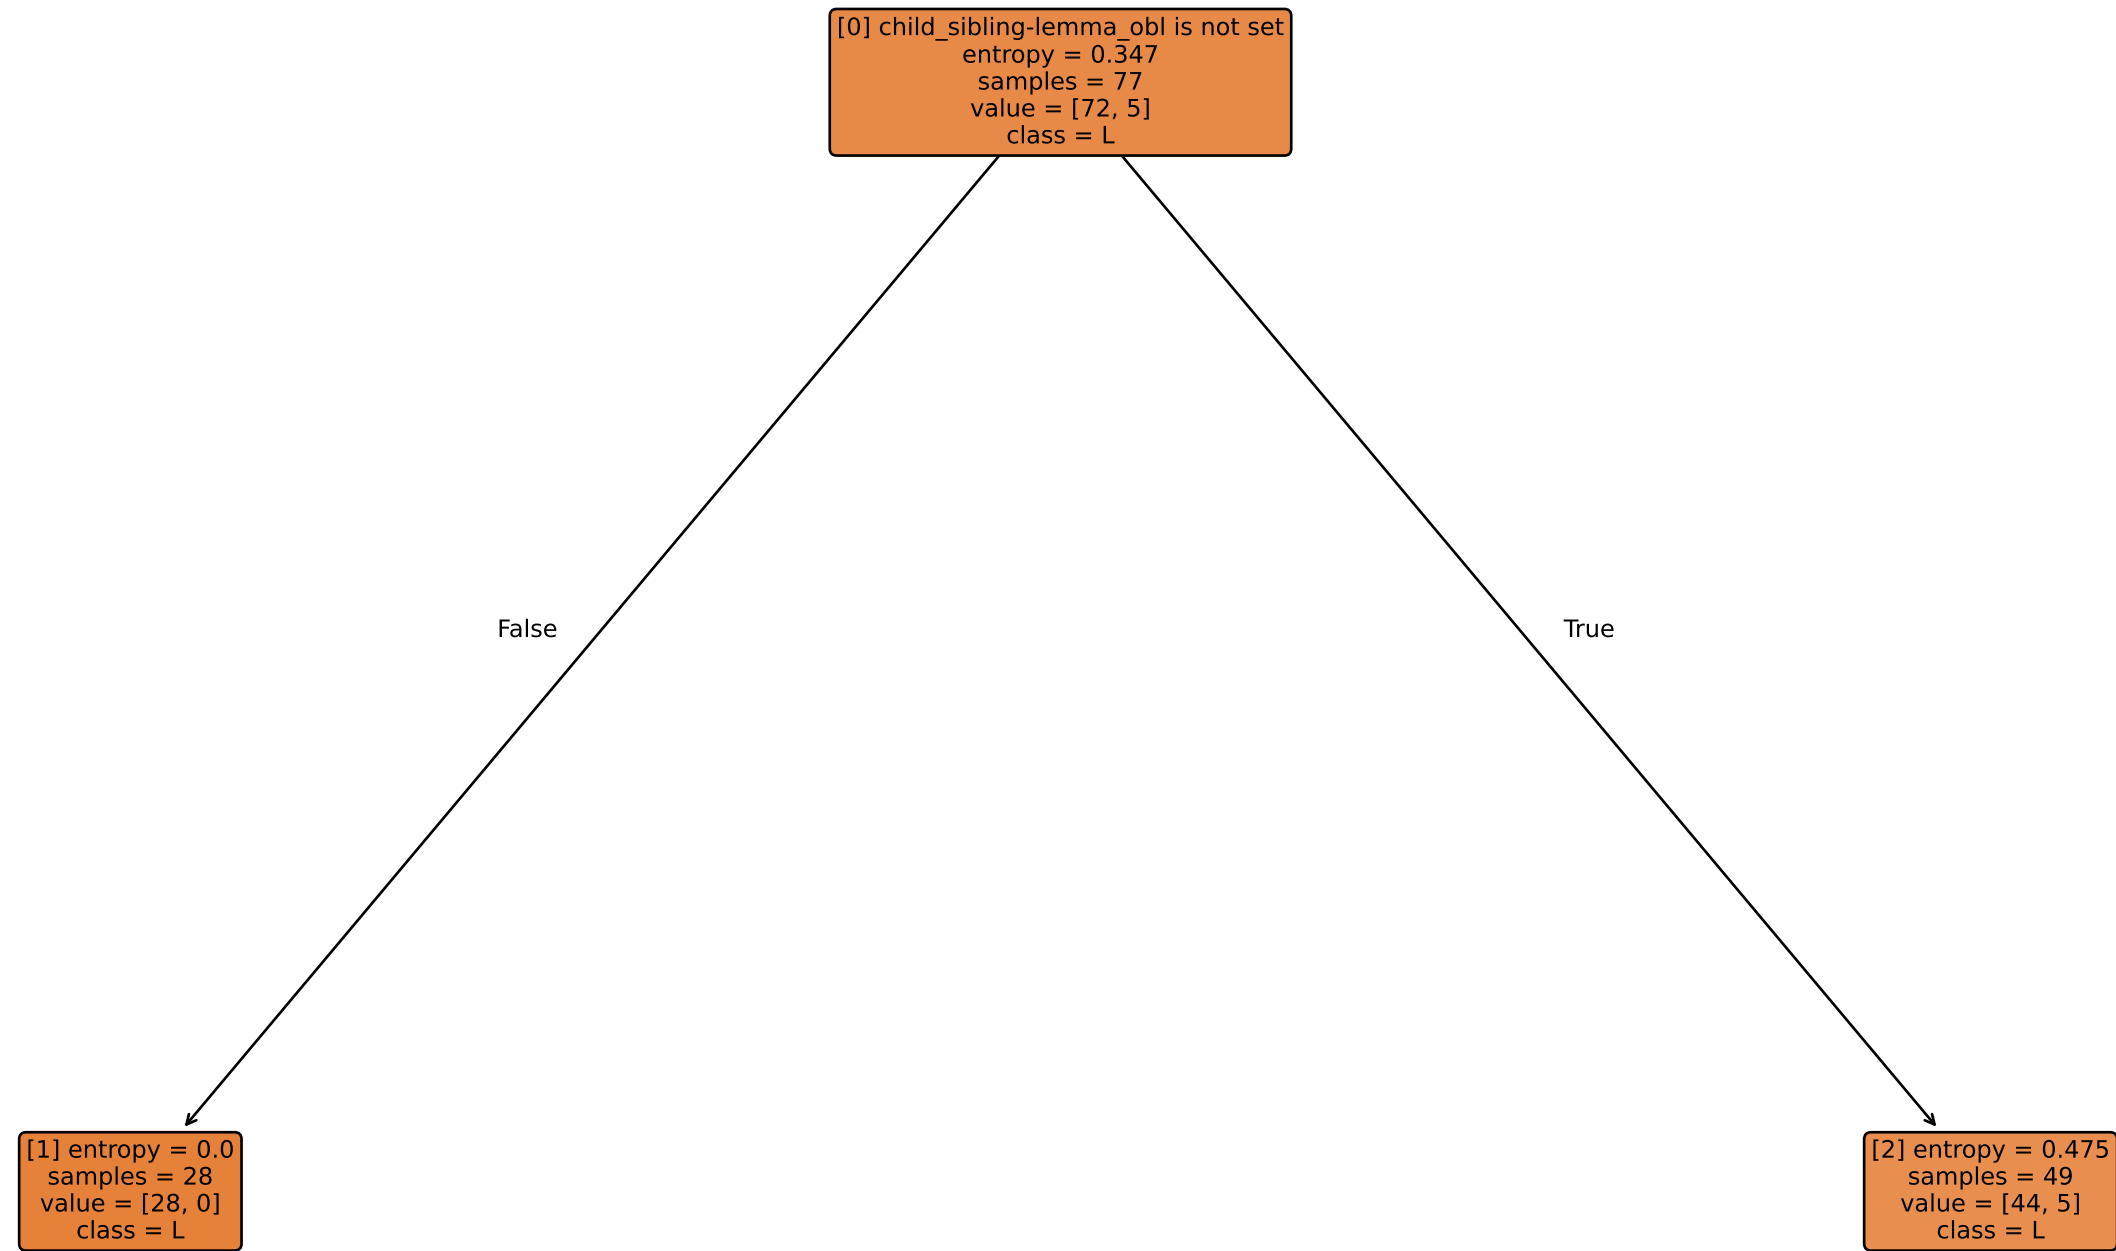 [0] child_sibling-lemma_obl is not set
entropy = 0.347
samples = 77
value = [72, 5]
class = L
False
True
[1] entropy = 0.0
samples = 28
value = [28, 0]
class = L
[2] entropy = 0.475
samples = 49
value = [44, 5]
class = L